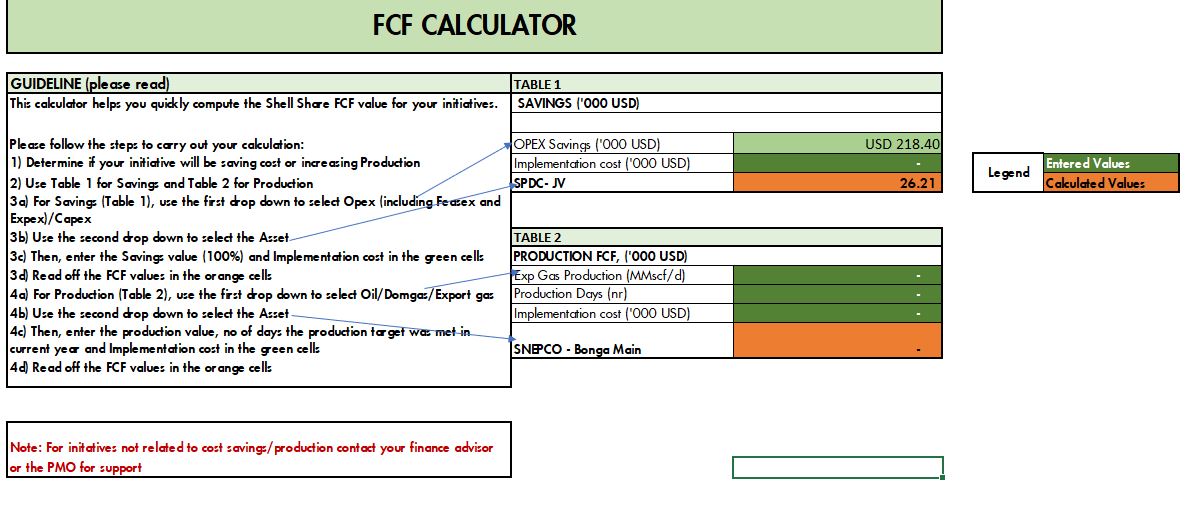 FCF CALCULATOR
GUIDELINE (please read)
This calculator helps you quickly compute the Shell Share FCF value for your initiatives.
Please follow the steps to carry out your calculation:
1) Determine if your initiative will be saving cost or increasing Production
2) Use Table 1 for Savings and Table 2 for Production
3a) For Savings (Table 1), use the first drop down to select Opex (including Feasex and
Expex)/Capex
3b) Use the second drop down to select the Asset
3c) Then, enter the Savings value (100%) and Implementation cost in the green cells
3d) Read off the FCF values in the orange cells
4a) For Production (Table 2), use the first drop down to select Oil/Domgas/Export gas
4b) Use the second drop down to select the Asset
4c) Then, enter the production value, no of days the production target was met in
current year and Implementation cost in the green cells
4d) Read off the FCF values in the orange cells
Note: For initatives not related to cost savings/production contact your finance advisor
or the PMO for support
TABLE 1
SAVINGS ('000 USD)
OPEX Savings ('000 USD) USD 218.40
Implementation cost ('000 USD) -
SPDC- JV 26.21
TABLE 2
PRODUCTION FCF, ('000 USD)
Exp Gas Production (MMscf/d) -
Production Days (nr) -
Implementation cost ('000 USD) -
SNEPCO - Bonga Main -
Legend
Entered Values
Calculated Values